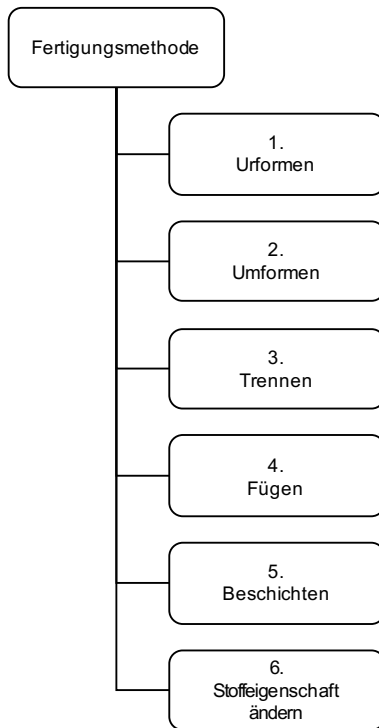 Fertigungsmethode
1.
Urformen
2.
Umformen
3.
Trennen
4.
Fügen
5.
Beschichten
6.
Stoffeigenschaft
ändern